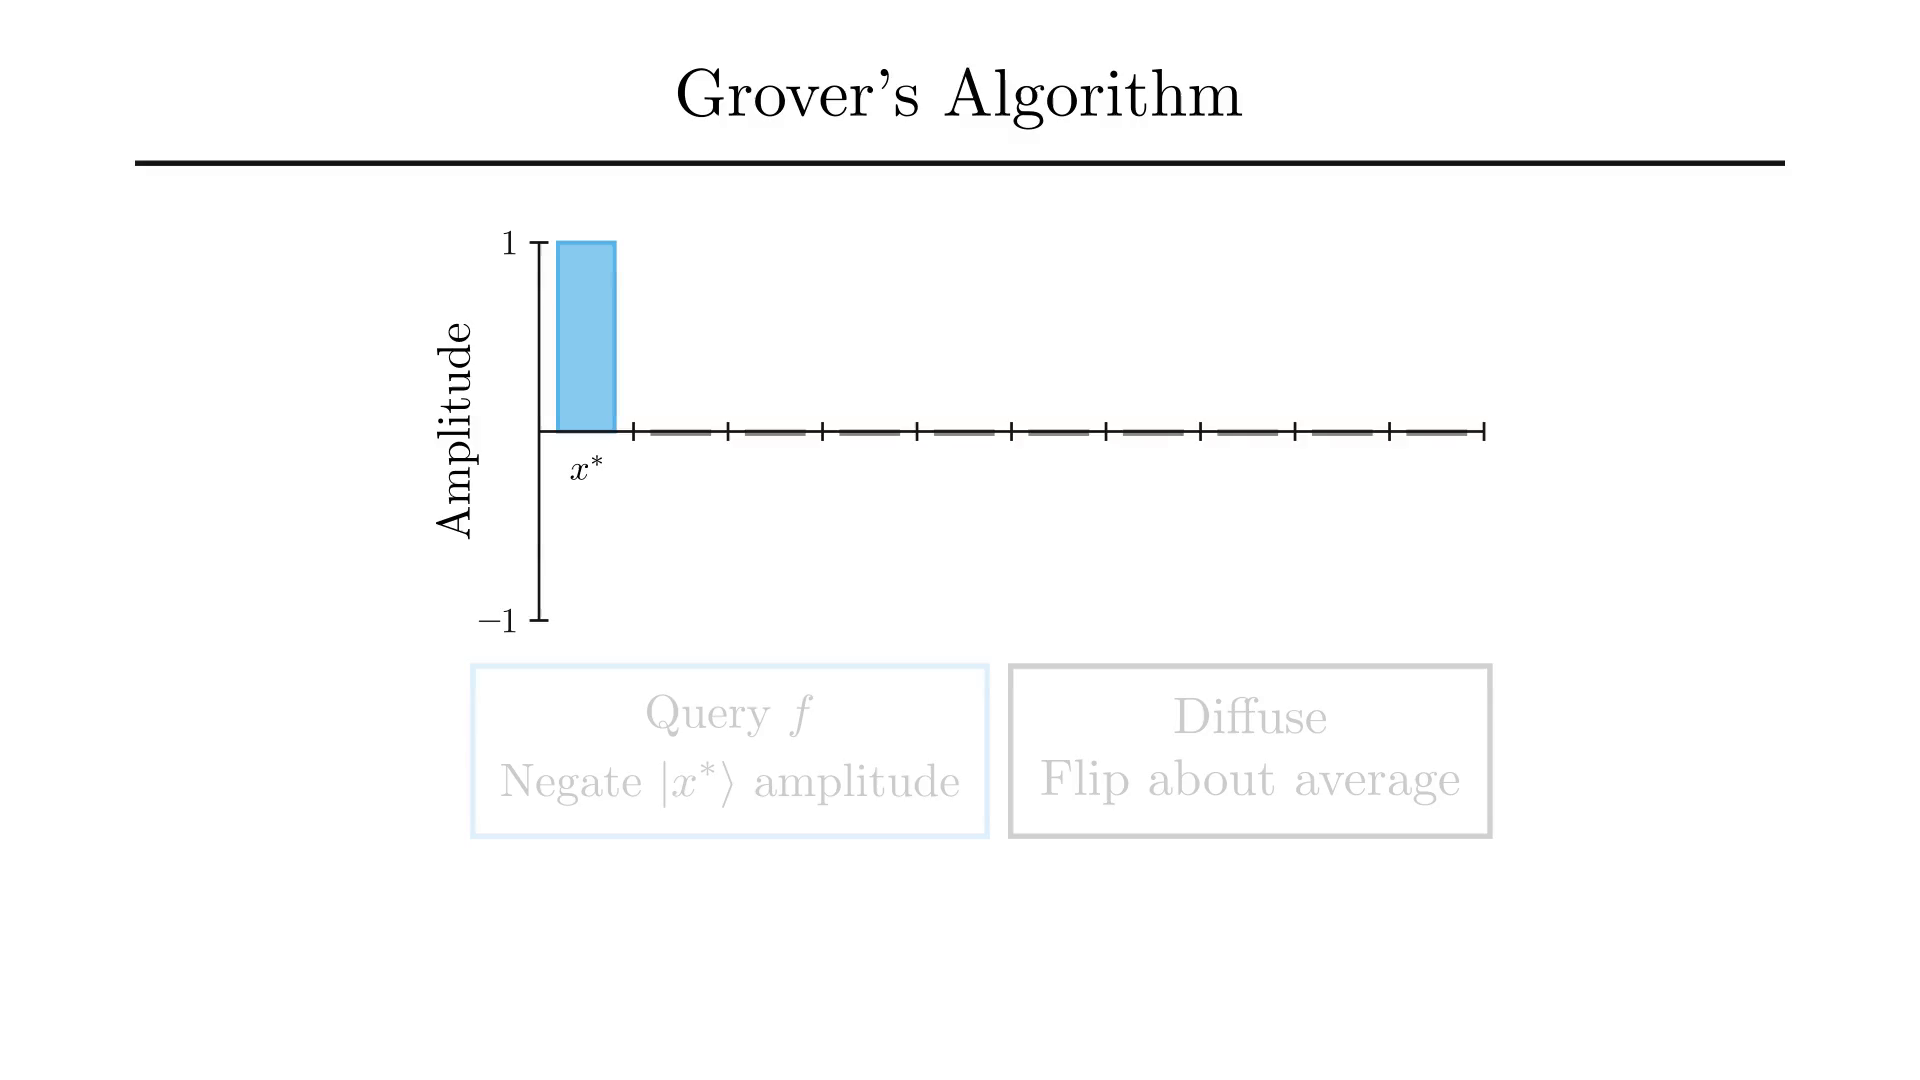 Grover’s Algorithm
1
Amplitude
x*
−1
Query f
Negate |x*⟩ amplitude
Diffuse
Flip about average